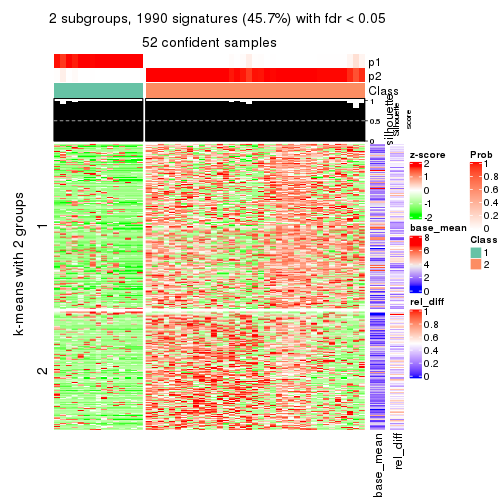 2 subgroups, 1990 signatures (45.7%) with fdr < 0.05
52 confident samples
p1
p2
Class
1
0.5
0
silhouette
Silhouette
score
k-means with 2 groups
1
2
base_mean
rel_diff
z-score
2
1
0
-1
-2
base_mean
8
6
4
2
0
rel_diff
1
0.8
0.6
0.4
0.2
0
Prob
1
0.8
0.6
0.4
0.2
0
Class
1
2